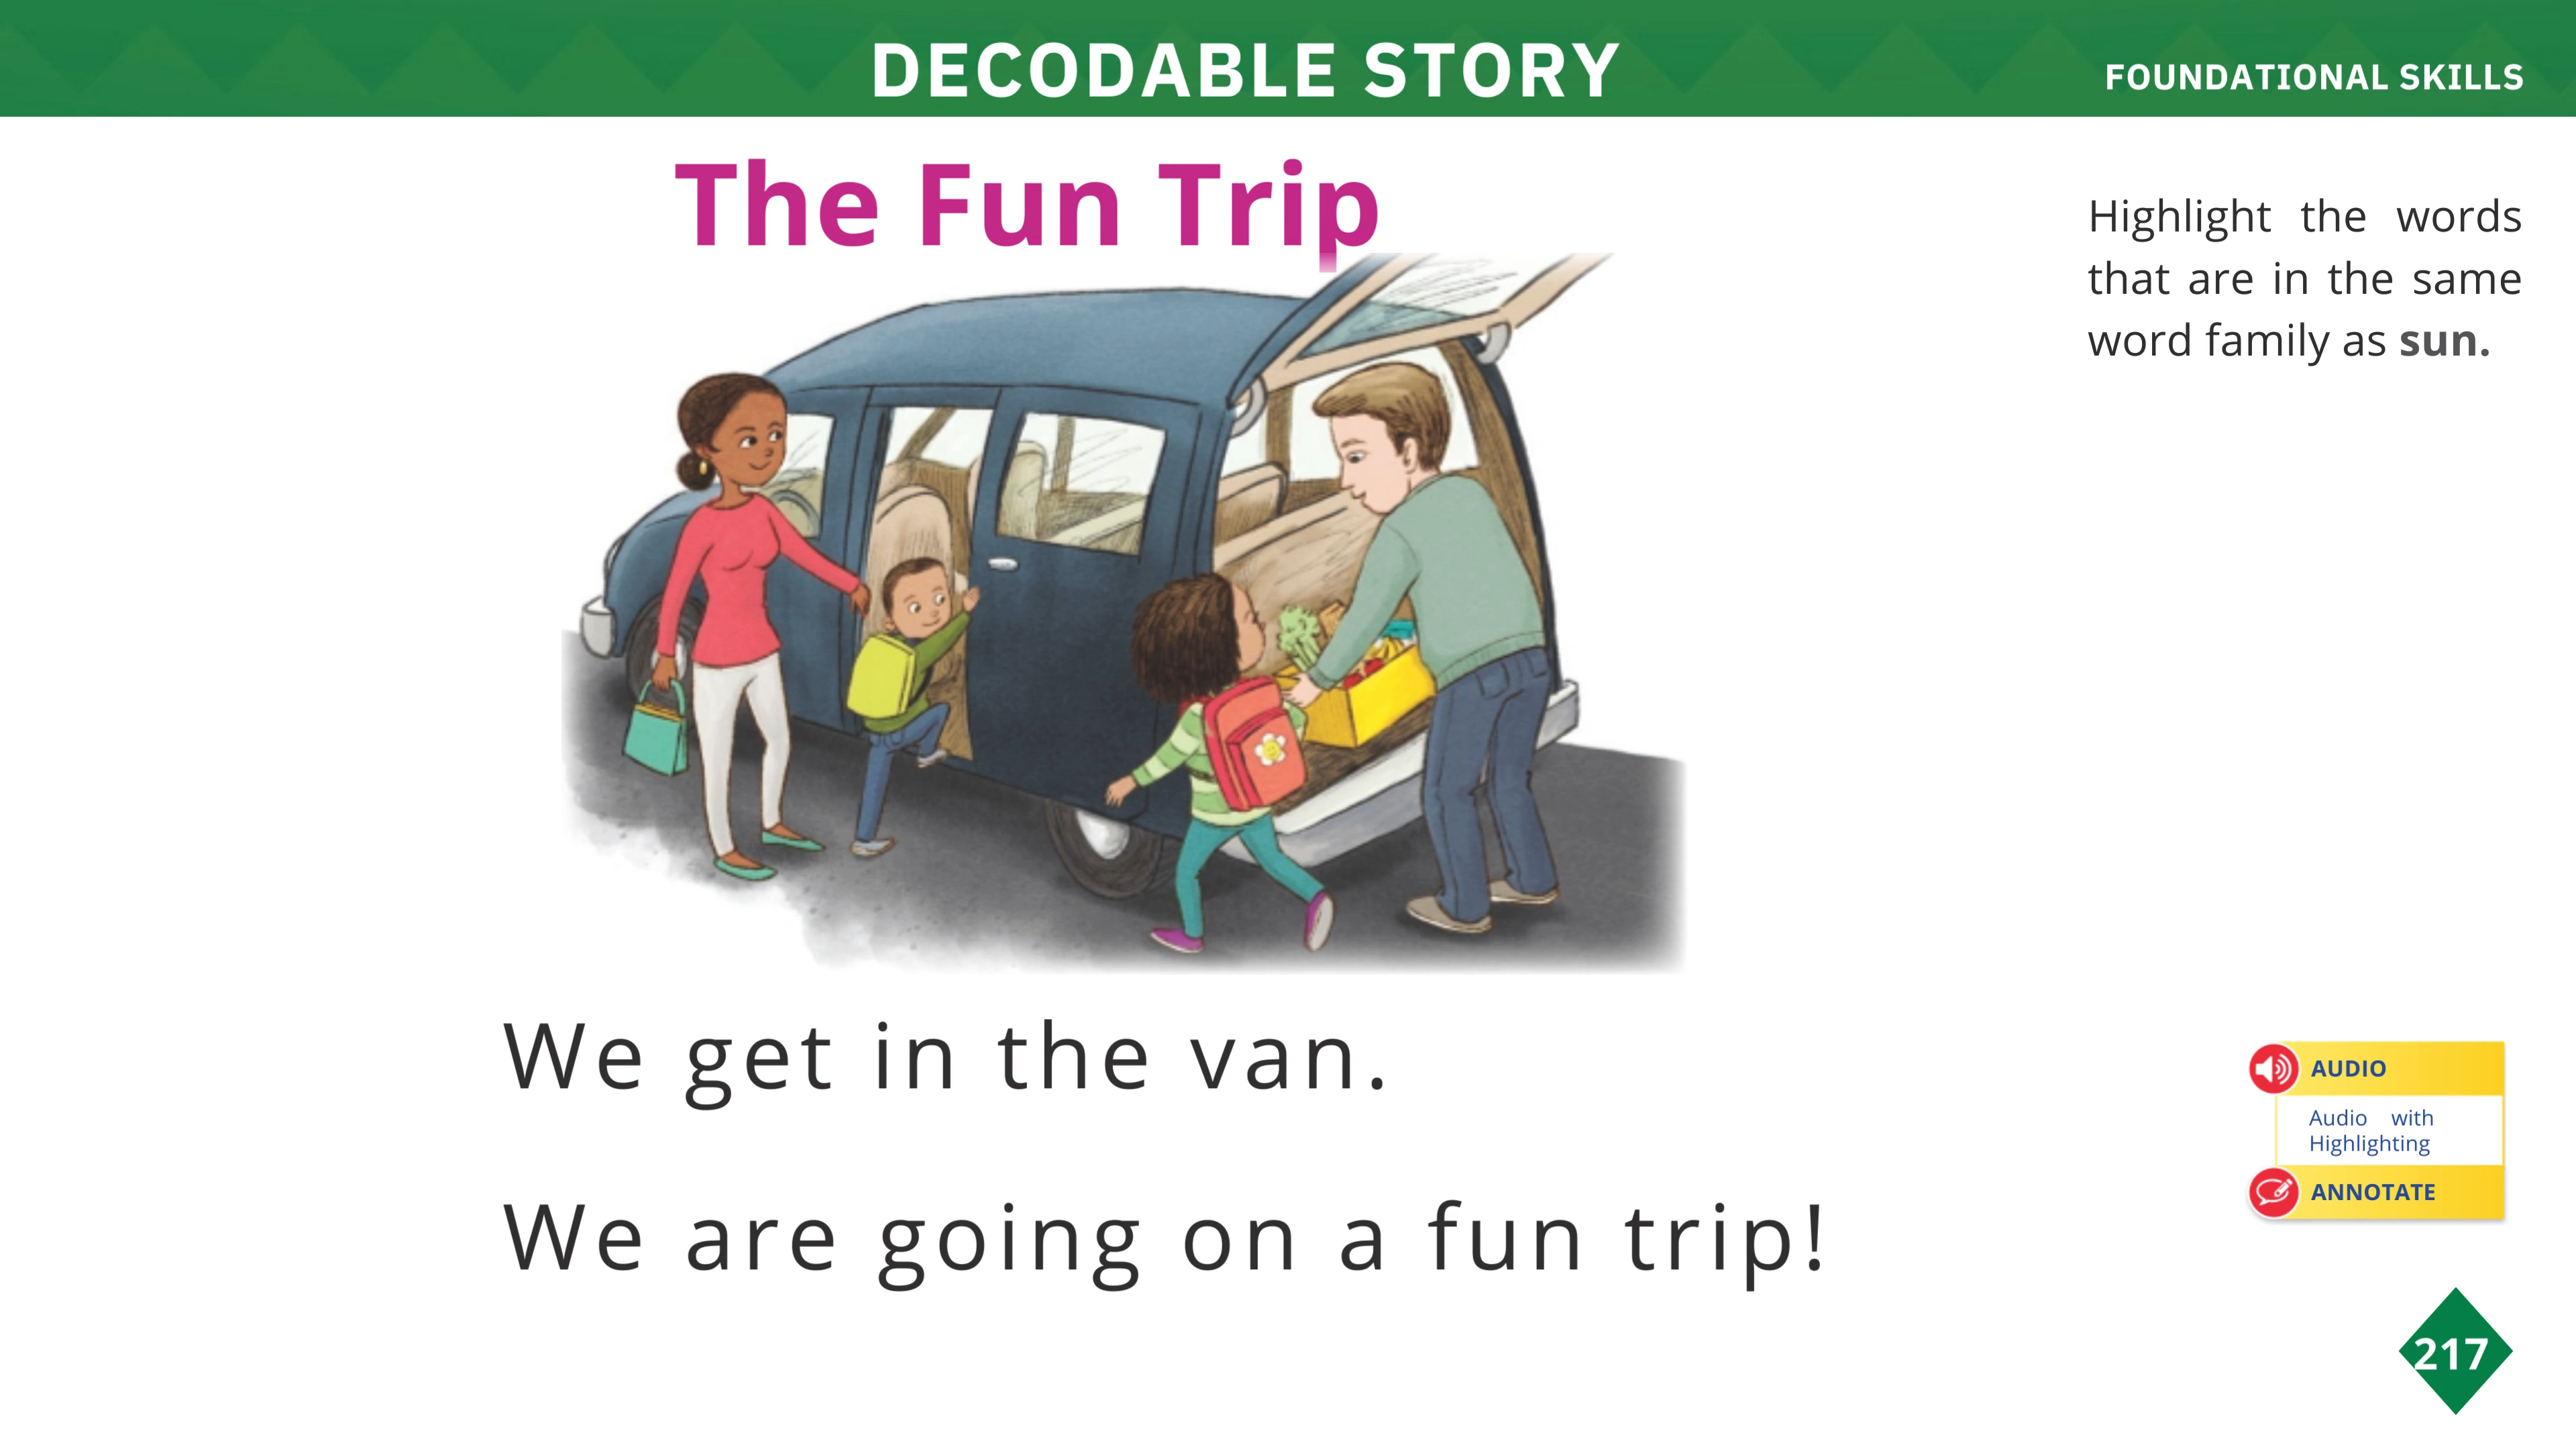 DECODABLE STORY
FOUNDATIONAL SKILLS
The Fun Trip
Highlight the words
that are in the same
word family as sun.
We get in the van.
We are going on a fun trip!
AUDIO
Audio with
Highlighting
ANNOTATE
217